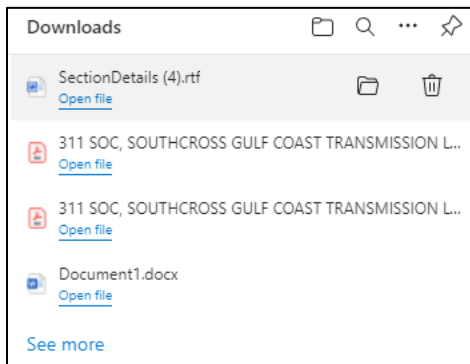 Downloads
SectionDetails (4).rtf
Open file
311 SOC, SOUTHCROSS GULF COAST TRANSMISSION L...
Open file
311 SOC, SOUTHCROSS GULF COAST TRANSMISSION L...
Open file
Document1.docx
Open file
See more